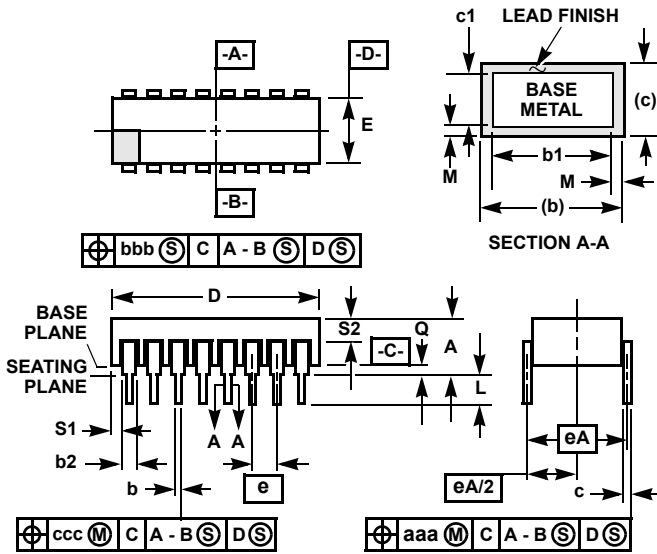 c1
LEAD FINISH
-A-
-D-
BASE
METAL
(c)
E
b1
M
M
-B-
(b)
SECTION A-A
bbb Ⓢ C A - B Ⓢ D Ⓢ
D
BASE
PLANE
S2
Q
-C-
A
SEATING
PLANE
L
S1
A A
eA
b2
e
eA/2
b
c
ccc Ⓜ C A - B Ⓢ D Ⓢ
aaa Ⓜ C A - B Ⓢ D Ⓢ